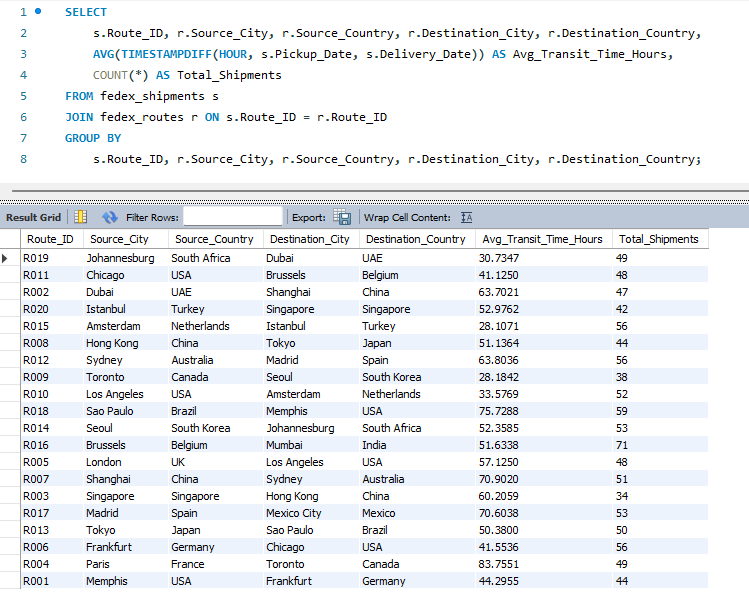 1 SELECT
2 s.Route_ID, r.Source_City, r.Source_Country, r.Destination_City, r.Destination_Country,
3 AVG(TIMESTAMPDIFF(HOUR, s.Pickup_Date, s.Delivery_Date)) AS Avg_Transit_Time_Hours,
4 COUNT(*) AS Total_Shipments
5 FROM fedex_shipments s
6 JOIN fedex_routes r ON s.Route_ID = r.Route_ID
7 GROUP BY
8 s.Route_ID, r.Source_City, r.Source_Country, r.Destination_City, r.Destination_Country;
Result Grid Filter Rows: Export: Wrap Cell Content: IA
Route_ID Source_City Source_Country Destination_City Destination_Country Avg_Transit_Time_Hours Total_Shipments
R019 Johannesburg South Africa Dubai UAE 30.7347 49
R011 Chicago USA Brussels Belgium 41.1250 48
R002 Dubai UAE Shanghai China 63.7021 47
R020 Istanbul Turkey Singapore Singapore 52.9762 42
R015 Amsterdam Netherlands Istanbul Turkey 28.1071 56
R008 Hong Kong China Tokyo Japan 51.1364 44
R012 Sydney Australia Madrid Spain 63.8036 56
R009 Toronto Canada Seoul South Korea 28.1842 38
R010 Los Angeles USA Amsterdam Netherlands 33.5769 52
R018 Sao Paulo Brazil Memphis USA 75.7288 59
R014 Seoul South Korea Johannesburg South Africa 52.3585 53
R016 Brussels Belgium Mumbai India 51.6338 71
R005 London UK Los Angeles USA 57.1250 48
R007 Shanghai China Sydney Australia 70.9020 51
R003 Singapore Singapore Hong Kong China 60.2059 34
R017 Madrid Spain Mexico City Mexico 70.6038 53
R013 Tokyo Japan Sao Paulo Brazil 50.3800 50
R006 Frankfurt Germany Chicago USA 41.5536 56
R004 Paris France Toronto Canada 83.7551 49
R001 Memphis USA Frankfurt Germany 44.2955 44